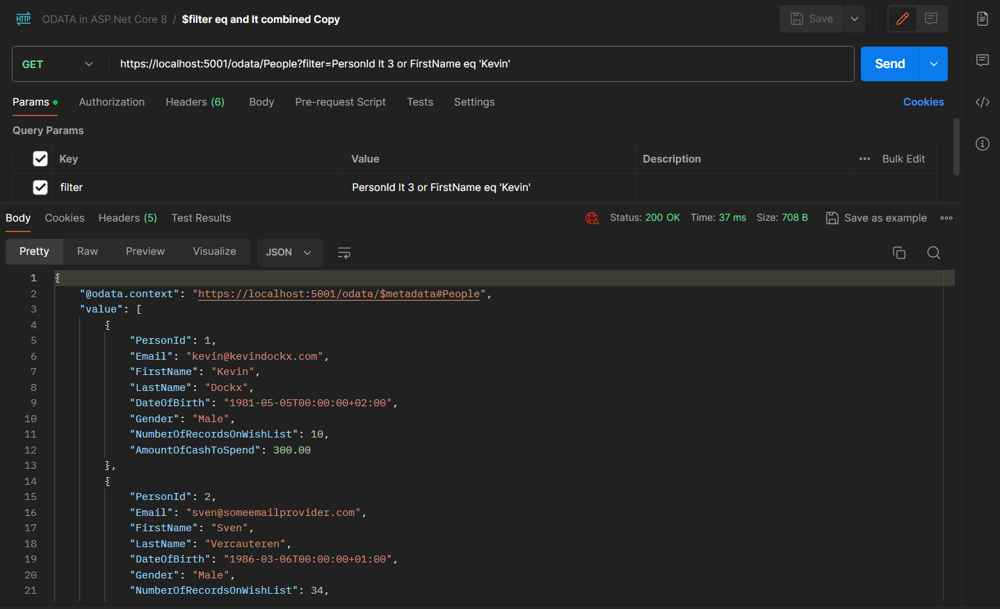 HTTP ODATA in ASP.Net Core 8 / $filter eq and lt combined Copy Save
GET https://localhost:5001/odata/People?filter=PersonId lt 3 or FirstName eq 'Kevin' Send
Params Authorization Headers (6) Body Pre-request Script Tests Settings Cookies
Query Params
Key Value Description Bulk Edit
filter PersonId lt 3 or FirstName eq 'Kevin'
Body Cookies Headers (5) Test Results Status: 200 OK Time: 37 ms Size: 708 B Save as example
Pretty Raw Preview Visualize JSON
1 {
2 "@odata.context": "https://localhost:5001/odata/$metadata#People",
3 "value": [
4 {
5 "PersonId": 1,
6 "Email": "kevin@kevindockx.com",
7 "FirstName": "Kevin",
8 "LastName": "Dockx",
9 "DateOfBirth": "1981-05-05T00:00:00+02:00",
10 "Gender": "Male",
11 "NumberOfRecordsOnWishList": 10,
12 "AmountOfCashToSpend": 300.00
13 },
14 {
15 "PersonId": 2,
16 "Email": "sven@someemailprovider.com",
17 "FirstName": "Sven",
18 "LastName": "Vercauteren",
19 "DateOfBirth": "1986-03-06T00:00:00+01:00",
20 "Gender": "Male",
21 "NumberOfRecordsOnWishList": 34,